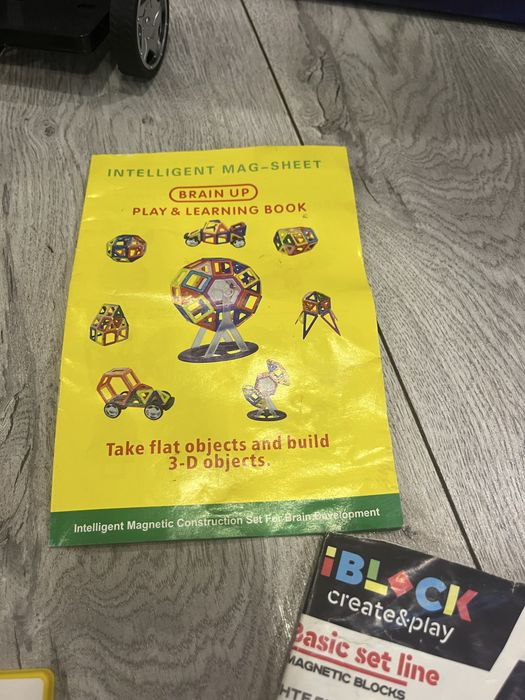 INTELLIGENT MAG-SHEET
BRAIN UP
PLAY & LEARNING BOOK
Take flat objects and build
3-D objects.
Intelligent Magnetic Construction Set For Brain Development
iBLOCK
create&play
Basic set line
MAGNETIC BLOCKS